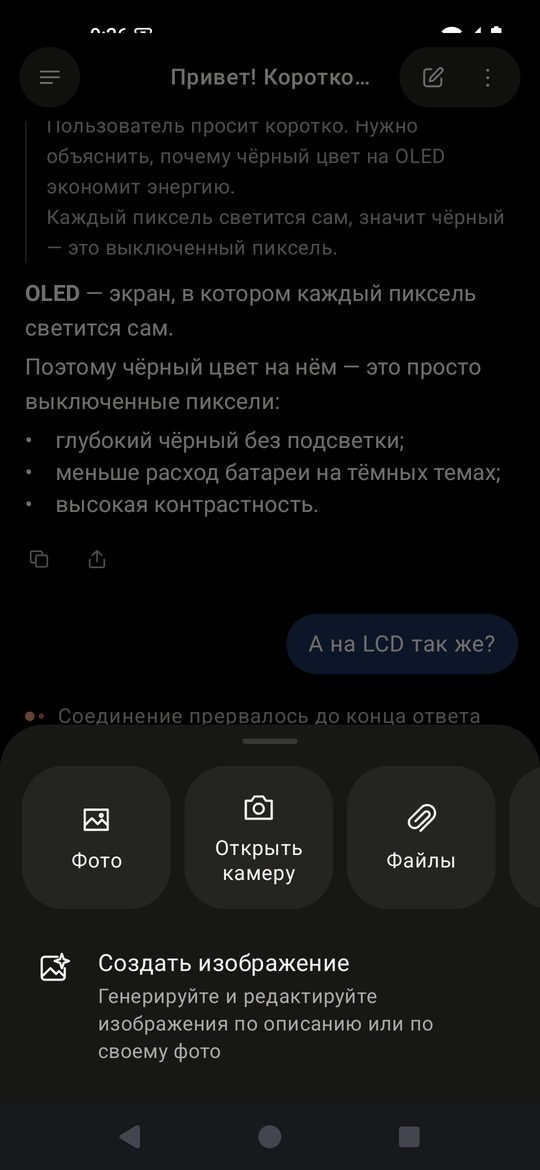 Привет! Коротко…
Пользователь просит коротко. Нужно
объяснить, почему чёрный цвет на OLED
экономит энергию.
Каждый пиксель светится сам, значит чёрный
— это выключенный пиксель.
OLED — экран, в котором каждый пиксель
светится сам.
Поэтому чёрный цвет на нём — это просто
выключенные пиксели:
• глубокий чёрный без подсветки;
• меньше расход батареи на тёмных темах;
• высокая контрастность.
А на LCD так же?
Соединение прервалось до конца ответа
Фото
Открыть
камеру
Файлы
Создать изображение
Генерируйте и редактируйте
изображения по описанию или по
своему фото